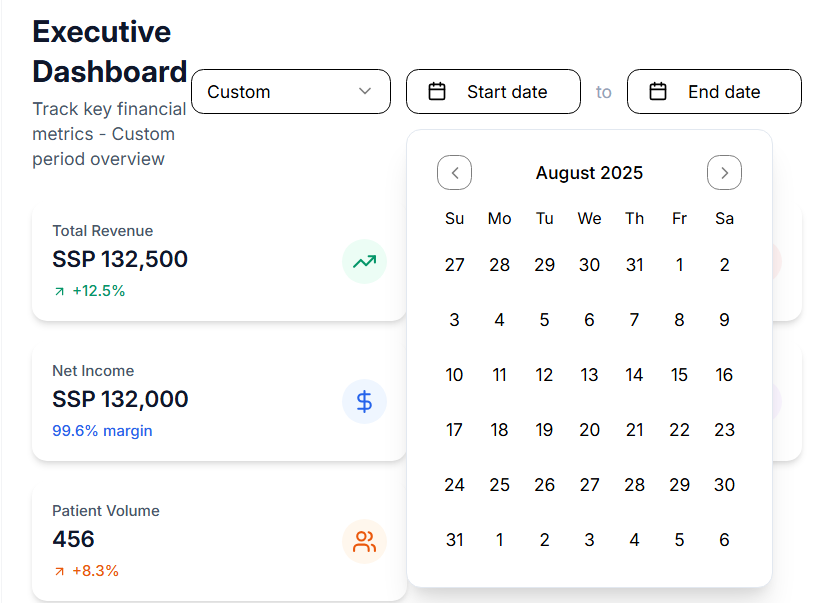 Executive
Dashboard
Track key financial
metrics - Custom
period overview
Custom
Start date
to
End date
Total Revenue
SSP 132,500
+12.5%
Net Income
SSP 132,000
99.6% margin
Patient Volume
456
+8.3%
August 2025
Su Mo Tu We Th Fr Sa
27 28 29 30 31 1 2
3 4 5 6 7 8 9
10 11 12 13 14 15 16
17 18 19 20 21 22 23
24 25 26 27 28 29 30
31 1 2 3 4 5 6